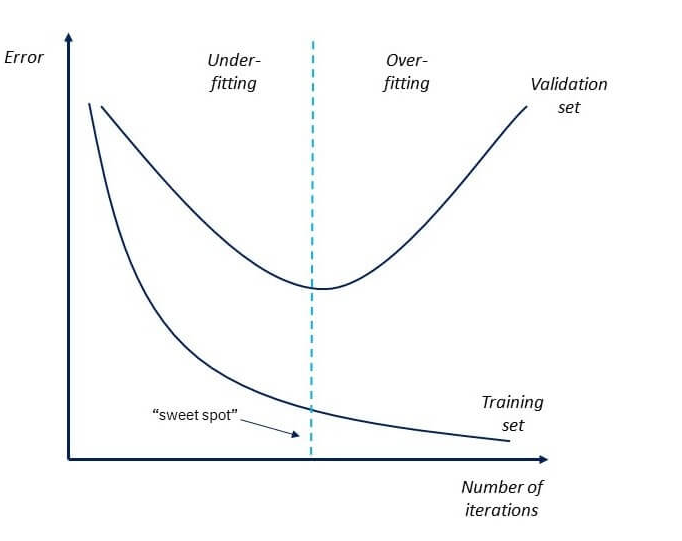 Error
Under-
fitting
Over-
fitting
Validation
set
Training
set
“sweet spot”
Number of
iterations